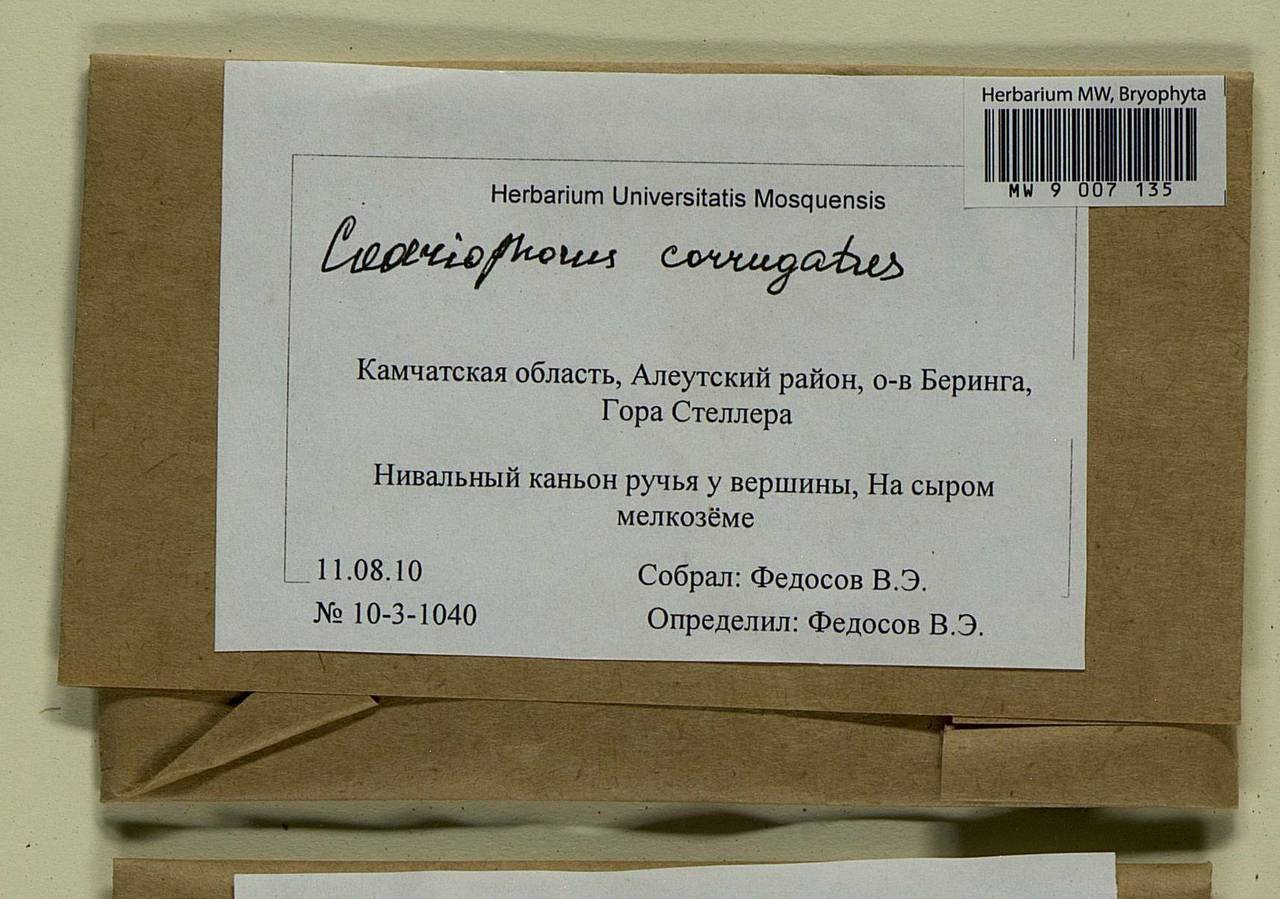 Herbarium MW, Bryophyta
MW 9 007 135
Herbarium Universitatis Mosquensis
Codriophorus corrugatus
Камчатская область, Алеутский район, о-в Беринга,
Гора Стеллера
Нивальный каньон ручья у вершины, На сыром
мелкозёме
11.08.10
Собрал: Федосов В.Э.
№ 10-3-1040
Определил: Федосов В.Э.